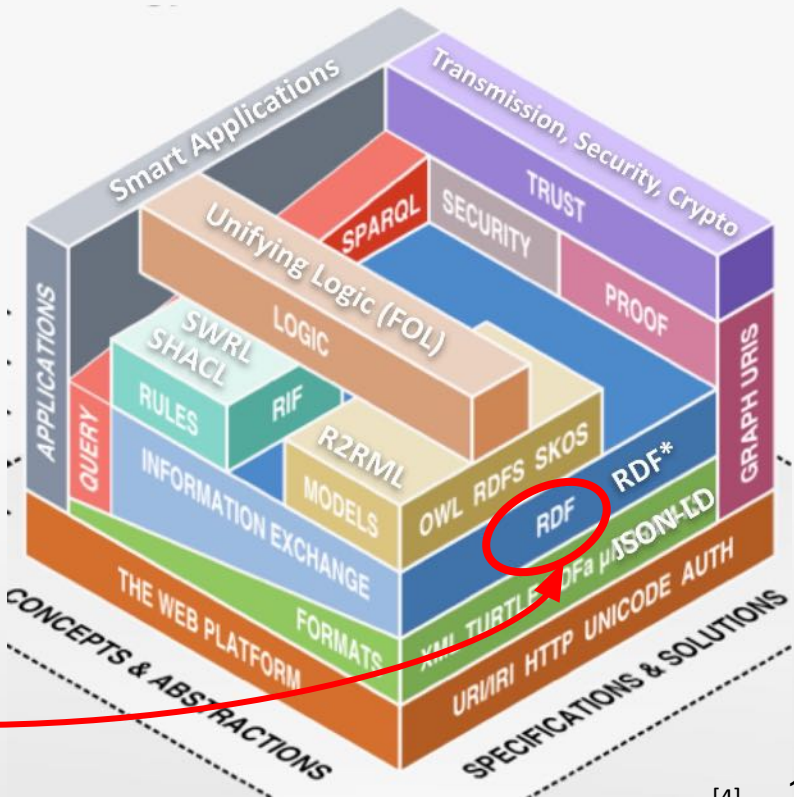 Smart Applications
Transmission, Security, Crypto
TRUST
SPARQL
SECURITY
PROOF
Unifying Logic (FOL)
LOGIC
APPLICATIONS
SWRL
SHACL
RULES
RIF
GRAPH URIS
QUERY
R2RML
MODELS
OWL RDFS SKOS
RDF*
INFORMATION EXCHANGE
RDF
JSON-LD
FORMATS
XML TURTLE
THE WEB PLATFORM
URI/IRI HTTP UNICODE AUTH
CONCEPTS & ABSTRACTIONS
SPECIFICATIONS & SOLUTIONS
[4]